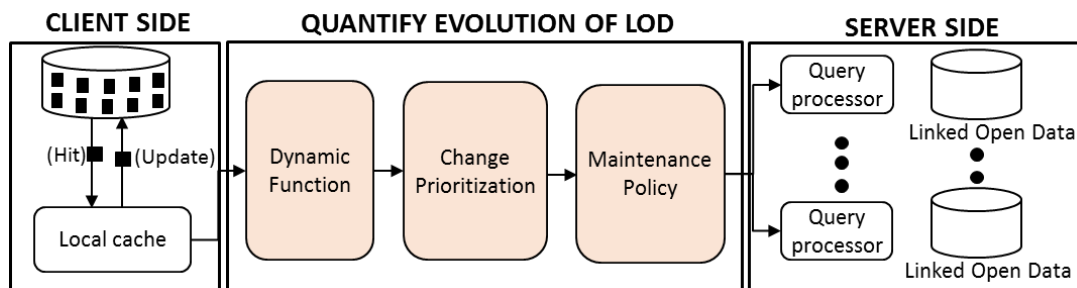 CLIENT SIDE
QUANTIFY EVOLUTION OF LOD
SERVER SIDE
(Hit)
(Update)
Local cache
Dynamic
Function
Change
Prioritization
Maintenance
Policy
Query
processor
Linked Open Data
Query
processor
Linked Open Data